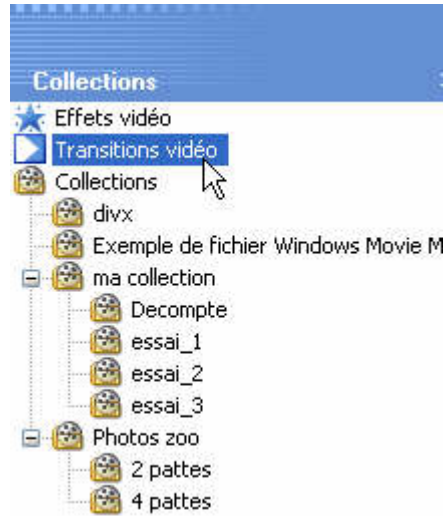 Collections
Effets vidéo
Transitions vidéo
Collections
divx
Exemple de fichier Windows Movie M
ma collection
Decompte
essai_1
essai_2
essai_3
Photos zoo
2 pattes
4 pattes